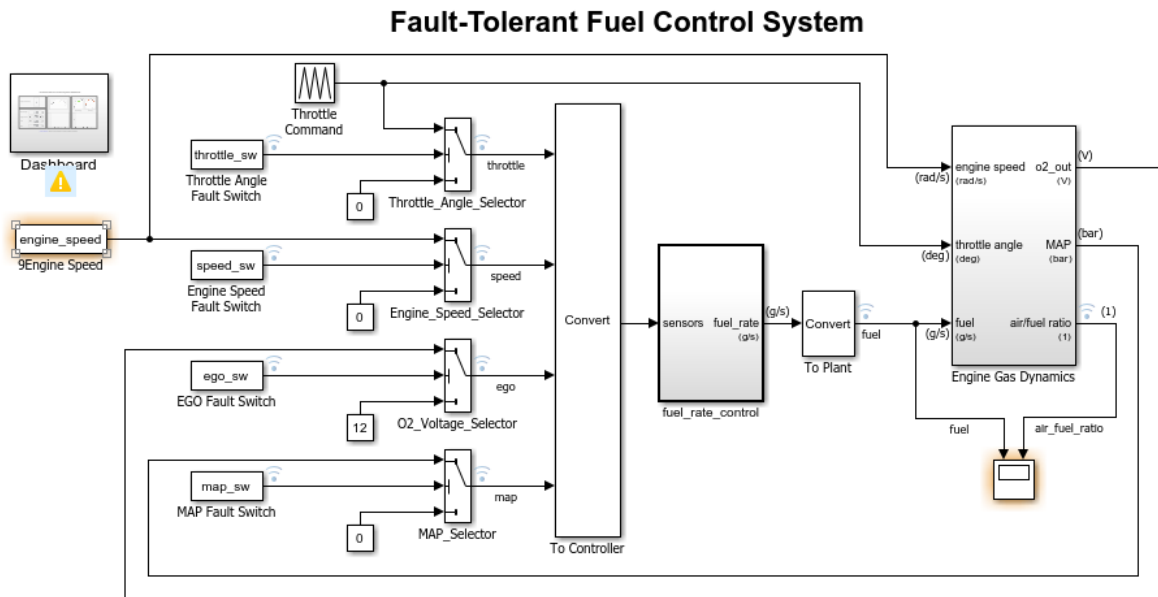 Fault-Tolerant Fuel Control System
Dashboard
Throttle
Command
throttle_sw
Throttle Angle
Fault Switch
0
Throttle_Angle_Selector
throttle
engine_speed
9Engine Speed
speed_sw
Engine Speed
Fault Switch
0
Engine_Speed_Selector
speed
ego_sw
EGO Fault Switch
12
O2_Voltage_Selector
ego
map_sw
MAP Fault Switch
0
MAP_Selector
map
Convert
To Controller
sensors
fuel_rate
(g/s)
fuel_rate_control
(g/s)
Convert
To Plant
fuel
(rad/s)
engine speed
(rad/s)
o2_out
(V)
(V)
(deg)
throttle angle
(deg)
MAP
(bar)
(bar)
(g/s)
fuel
(g/s)
air/fuel ratio
(1)
(1)
Engine Gas Dynamics
fuel
air_fuel_ratio